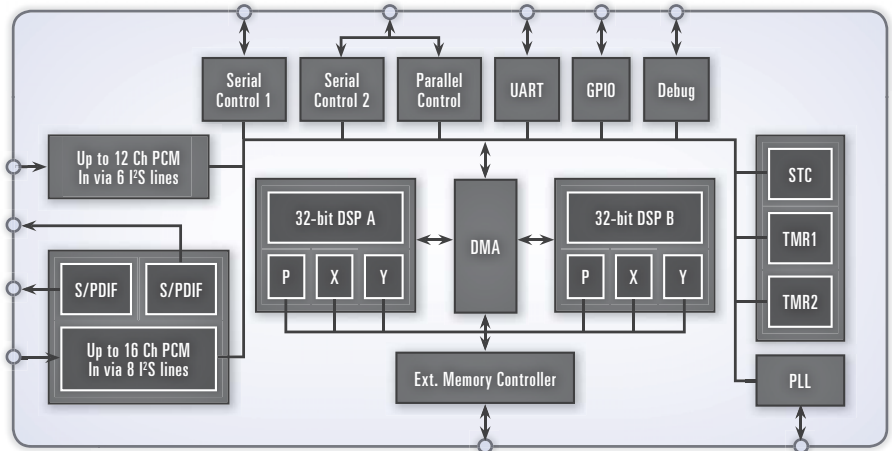 Serial
Control 1
Serial
Control 2
Parallel
Control
UART
GPIO
Debug
Up to 12 Ch PCM
In via 6 I²S lines
STC
TMR1
TMR2
32-bit DSP A
P X Y
DMA
32-bit DSP B
P X Y
S/PDIF S/PDIF
Up to 16 Ch PCM
In via 8 I²S lines
Ext. Memory Controller
PLL